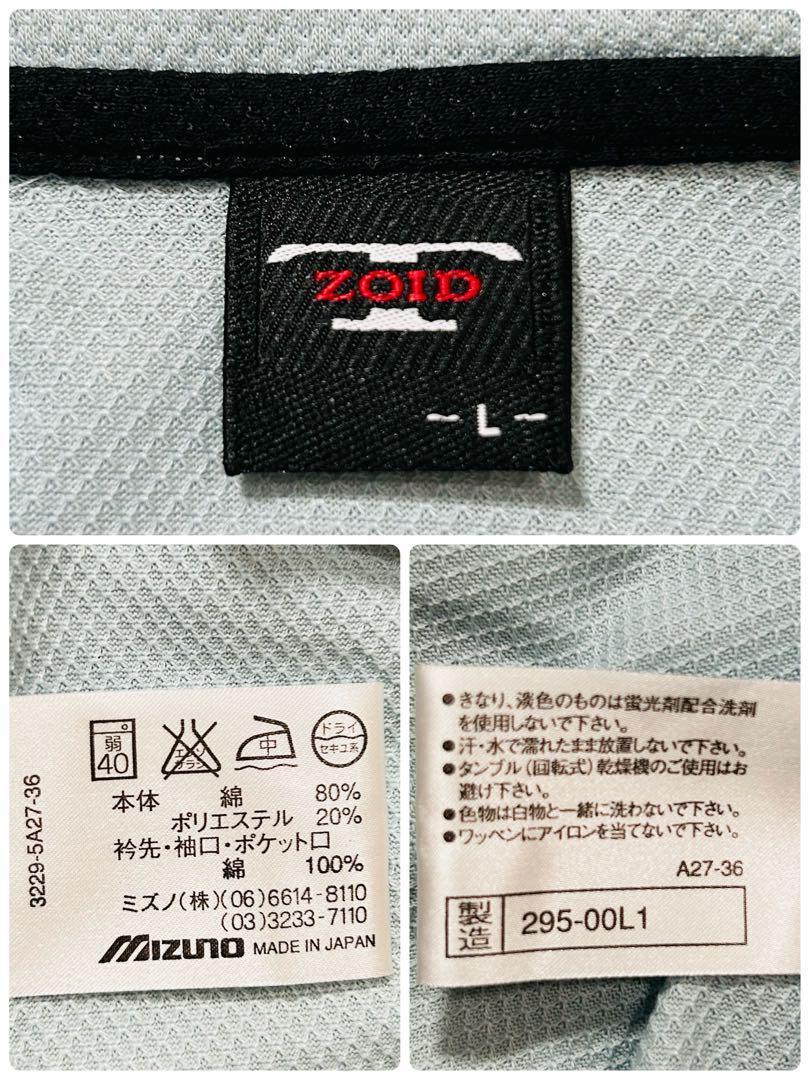 ZOID
- L -
3229-5A27-36
弱
40
エンソ
サラシ
中
ドライ
セキユ系
本体 綿 80%
ポリエステル 20%
衿先・袖口・ポケット口
綿 100%
ミズノ(株)(06)6614-8110
(03)3233-7110
MIZUNO MADE IN JAPAN
●きなり、淡色のものは蛍光剤配合洗剤
を使用しないで下さい。
●汗・水で濡れたまま放置しないで下さい。
●タンブル(回転式)乾燥機のご使用はお
避け下さい。
●色物は白物と一緒に洗わないで下さい。
●ワッペンにアイロンを当てないで下さい。
A27-36
製造 295-00L1